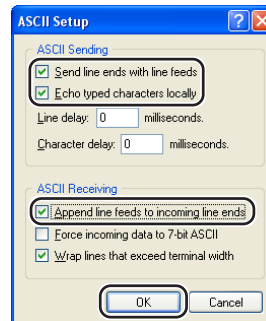 ASCII Setup
ASCII Sending
Send line ends with line feeds
Echo typed characters locally
Line delay: 0 milliseconds.
Character delay: 0 milliseconds.
ASCII Receiving
Append line feeds to incoming line ends
Force incoming data to 7-bit ASCII
Wrap lines that exceed terminal width
OK Cancel